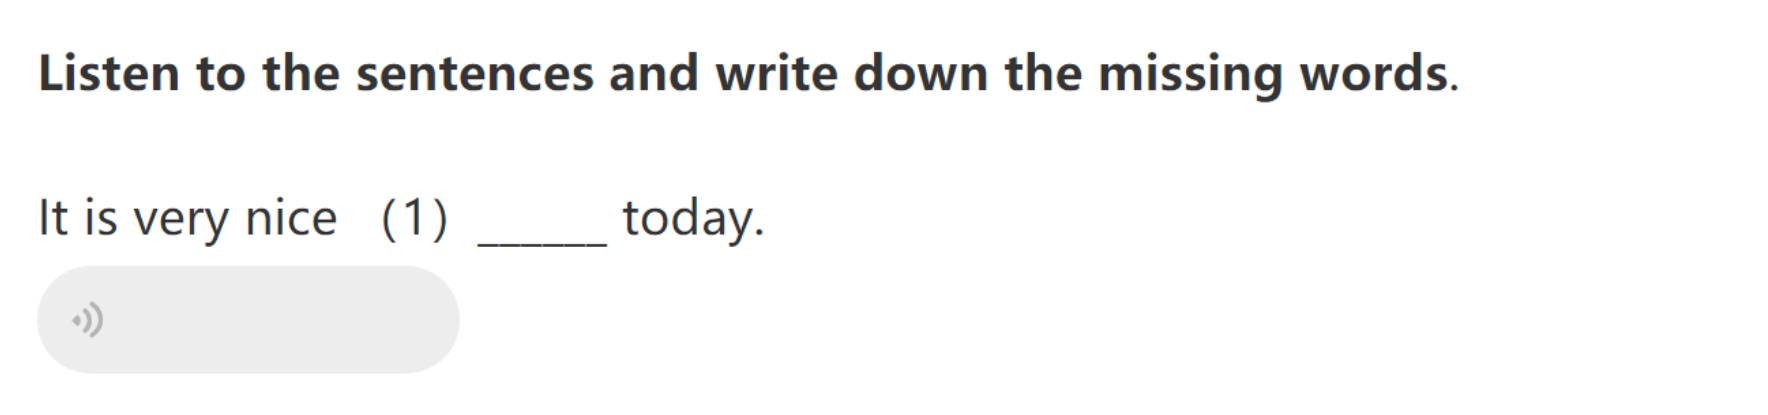 Listen to the sentences and write down the missing words.
It is very nice （1） ______ today.